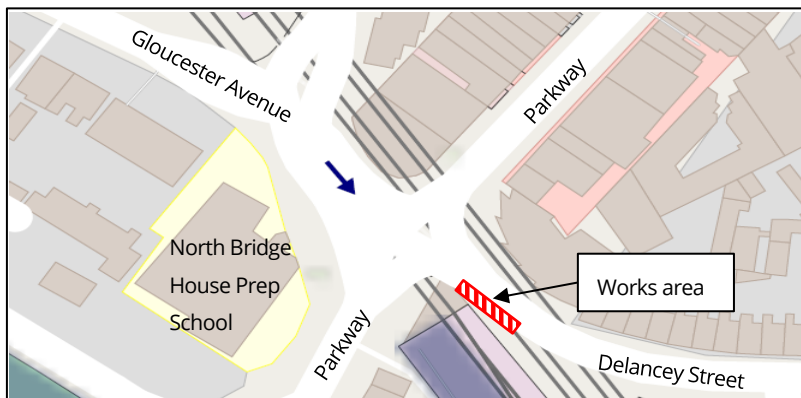 Gloucester Avenue
Parkway
North Bridge
House Prep
School
Works area
Parkway
Delancey Street